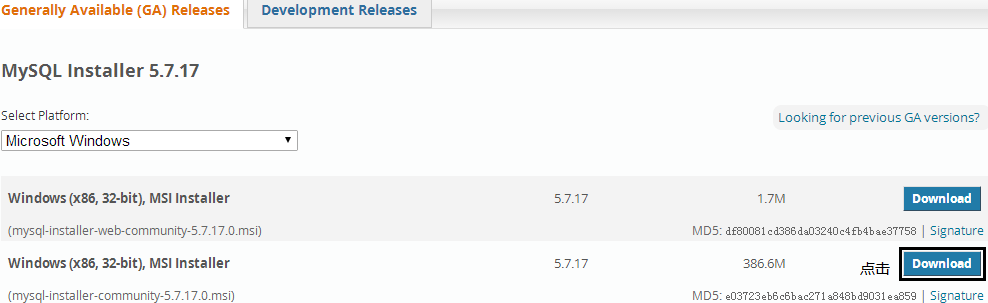 Generally Available (GA) Releases
Development Releases
MySQL Installer 5.7.17
Select Platform:
Looking for previous GA versions?
Microsoft Windows
Windows (x86, 32-bit), MSI Installer 5.7.17 1.7M Download
(mysql-installer-web-community-5.7.17.0.msi) MD5: df80081cd386da03240c4fb4bae37758 | Signature
Windows (x86, 32-bit), MSI Installer 5.7.17 386.6M 点击 Download
(mysql-installer-community-5.7.17.0.msi) MD5: e03723eb6c6bac271a848bd9031ea859 | Signature